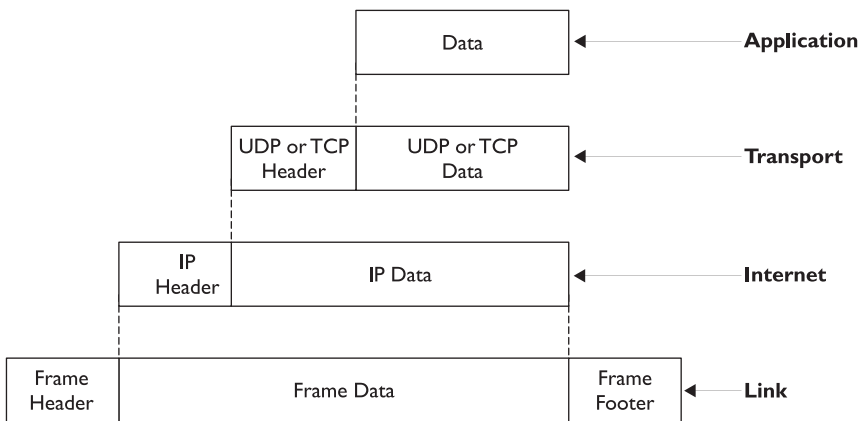 Data
Application
UDP or TCP
Header
UDP or TCP
Data
Transport
IP
Header
IP Data
Internet
Frame
Header
Frame Data
Frame
Footer
Link